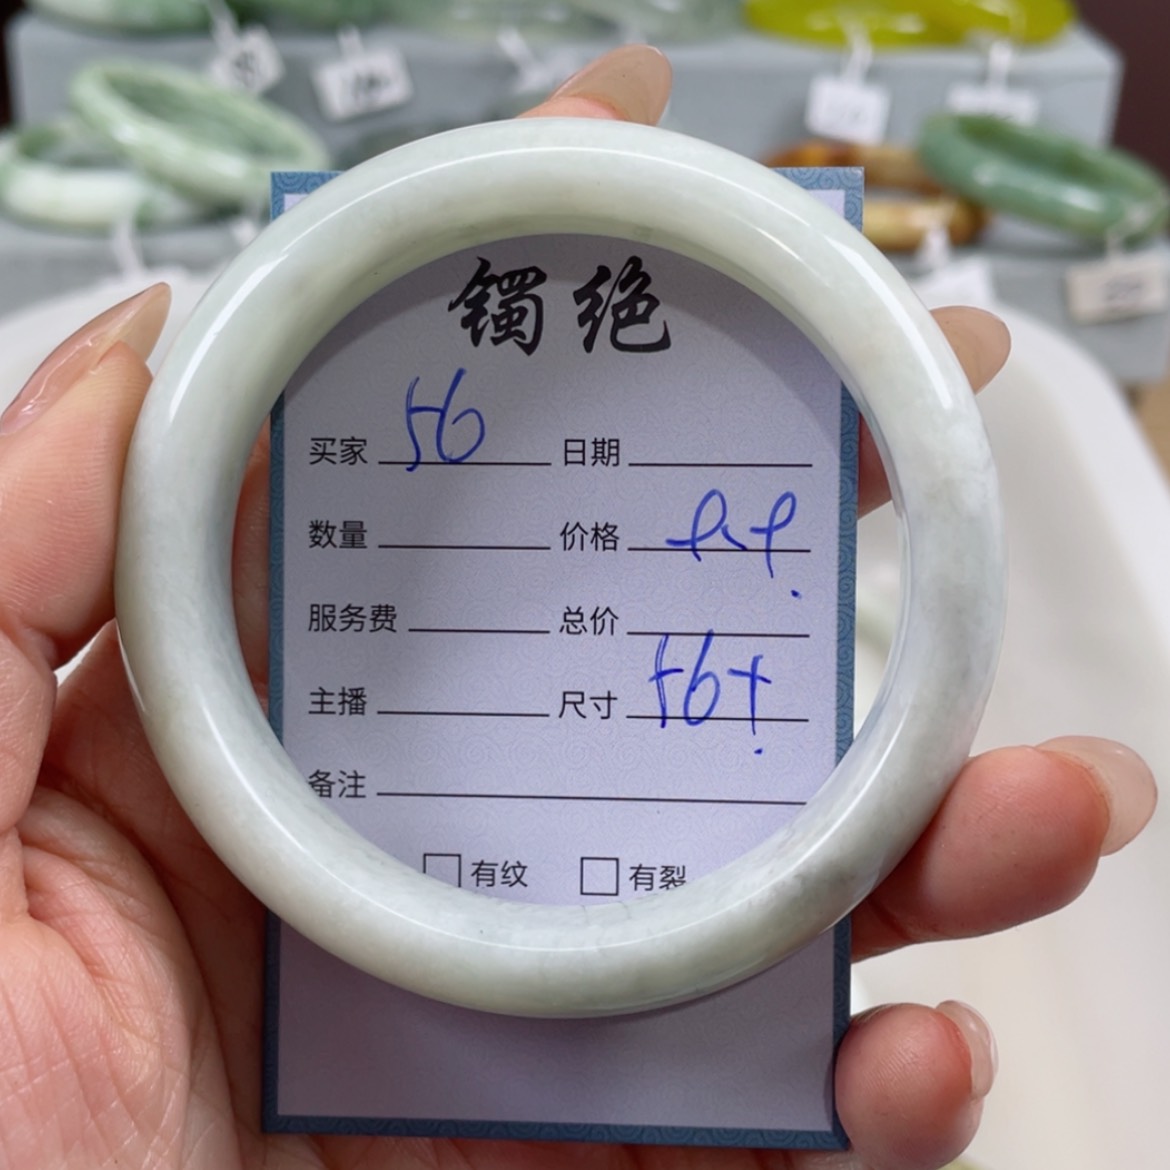 镯绝
买家 56 日期
数量 价格
服务费 总价
主播 尺寸 56+
备注
有纹 有裂